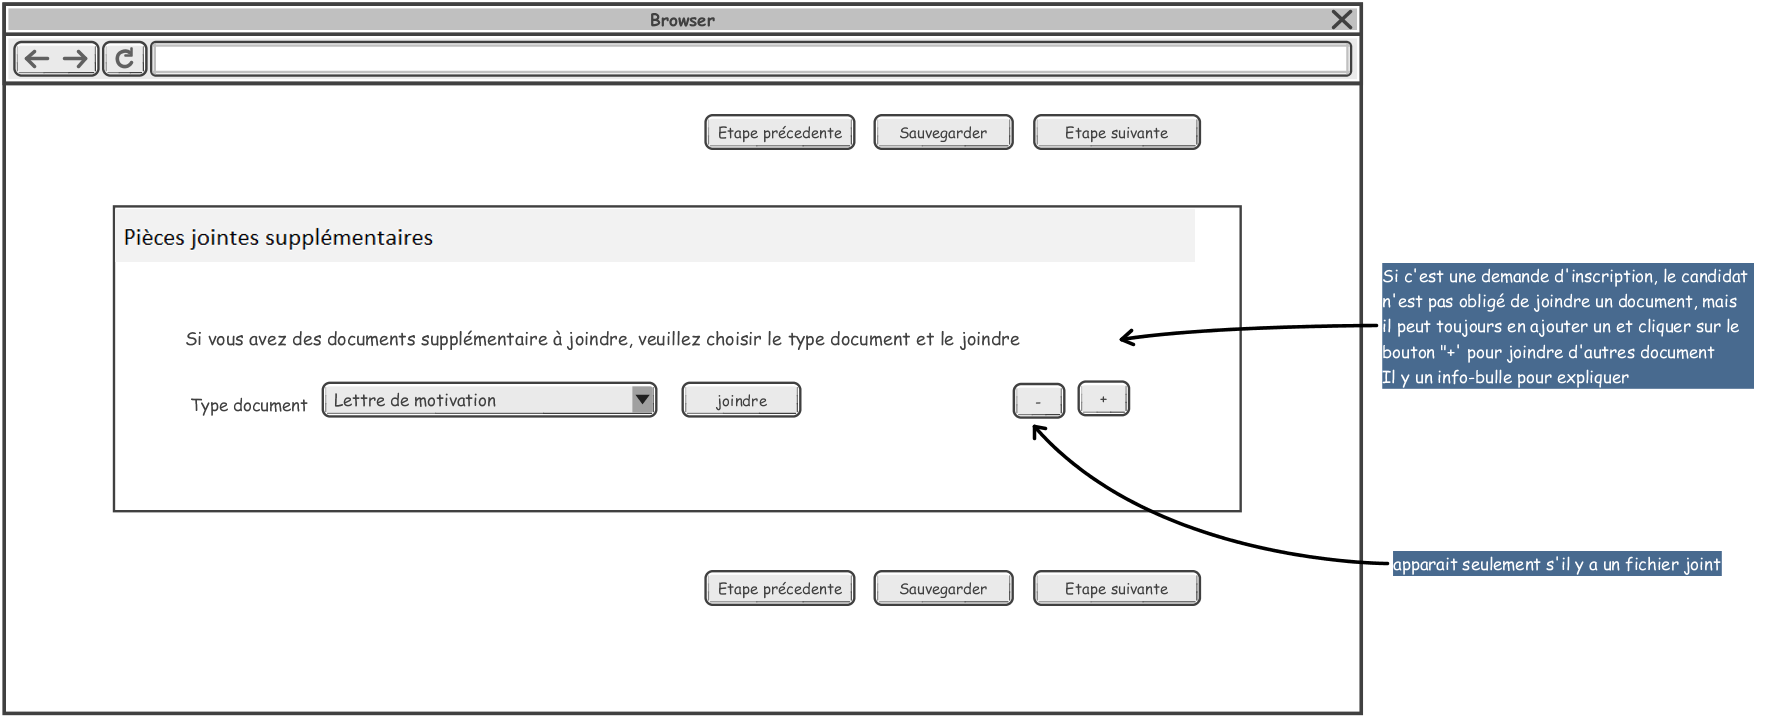 Browser
Etape précedente Sauvegarder Etape suivante
Pièces jointes supplémentaires
Si vous avez des documents supplémentaire à joindre, veuillez choisir le type document et le joindre
Type document Lettre de motivation joindre - +
Etape précedente Sauvegarder Etape suivante
Si c'est une demande d'inscription, le candidat
n'est pas obligé de joindre un document, mais
il peut toujours en ajouter un et cliquer sur le
bouton "+' pour joindre d'autres document
Il y un info-bulle pour expliquer
apparait seulement s'il y a un fichier joint